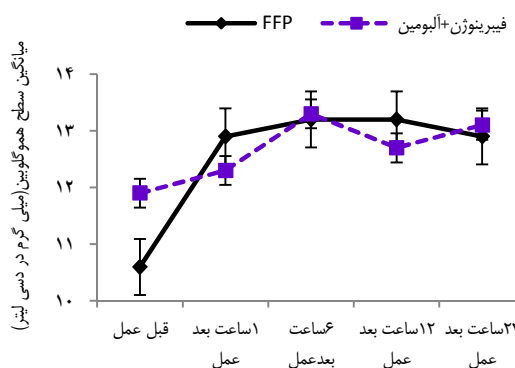 FFP
فیبرینوژن+آلبومین
میانگین سطح هموگلوبین(میلی گرم در دسی لیتر)
۱۴
۱۳
۱۲
۱۱
۱۰
قبل عمل
۱ساعت بعد
عمل
۶ساعت
بعدعمل
۱۲ساعت بعد
عمل
ساعت بعد
عمل